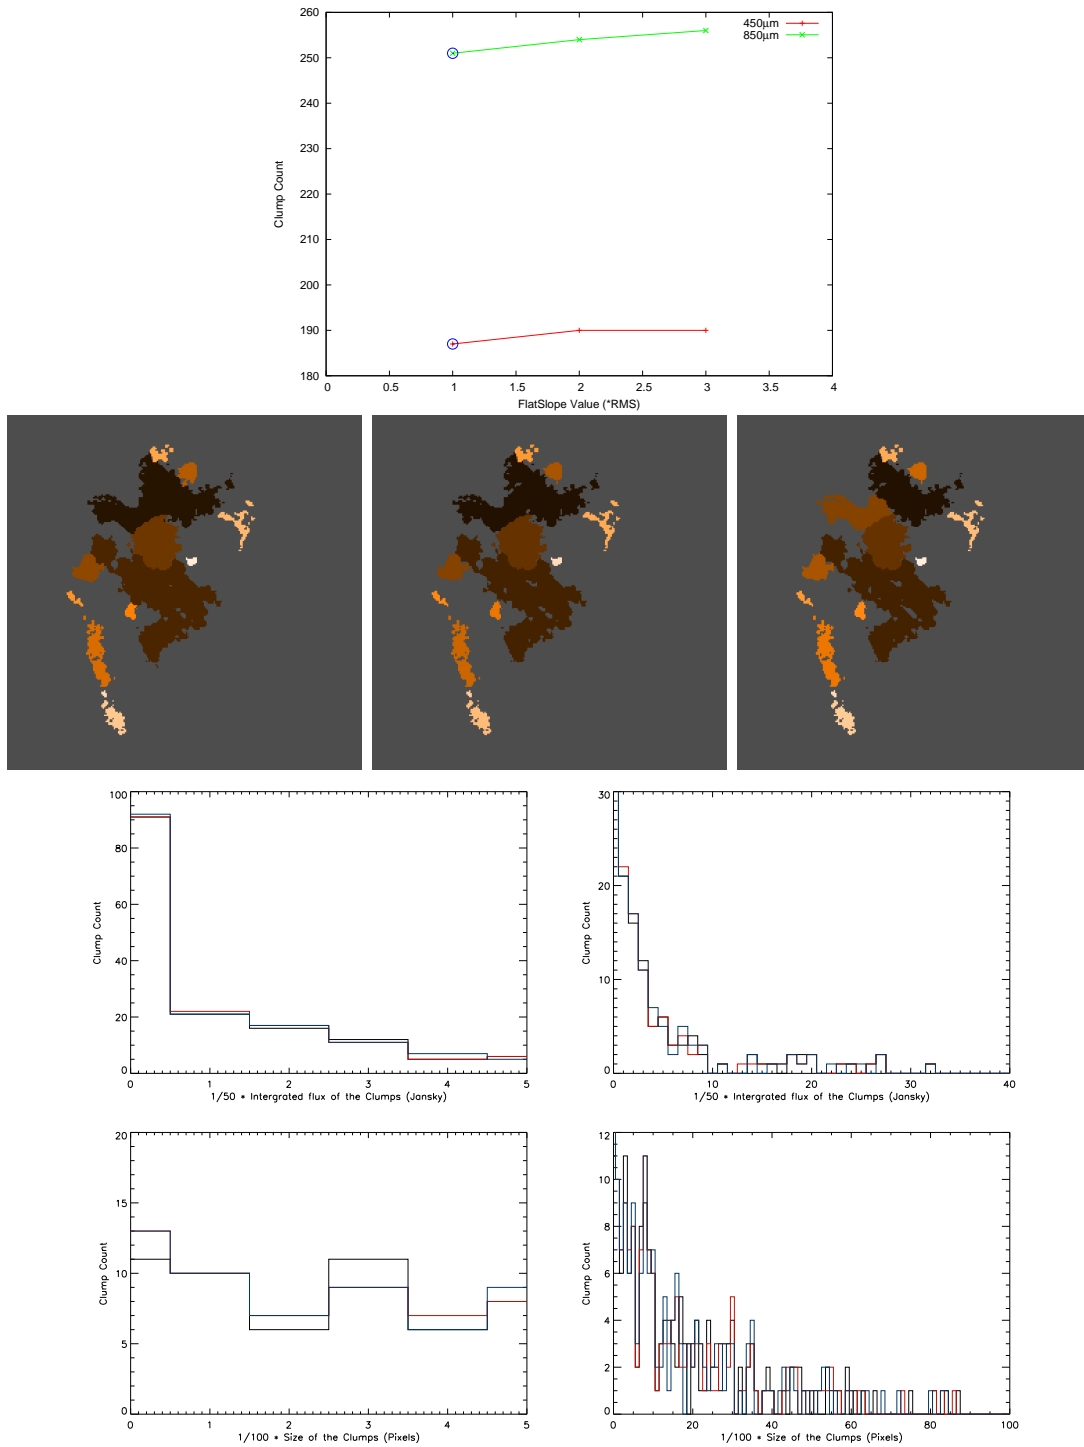 260
250
240
230
220
210
200
190
180
Clump Count
450μm
850μm
0 0.5 1 1.5 2 2.5 3 3.5 4
FlatSlope Value (*RMS)
100
80
60
40
20
0
Clump Count
0 1 2 3 4 5
1/50 * Intergrated flux of the Clumps (Jansky)
30
20
10
0
Clump Count
0 10 20 30 40
1/50 * Intergrated flux of the Clumps (Jansky)
20
15
10
5
0
Clump Count
0 1 2 3 4 5
1/100 * Size of the Clumps (Pixels)
12
10
8
6
4
2
0
Clump Count
0 20 40 60 80 100
1/100 * Size of the Clumps (Pixels)